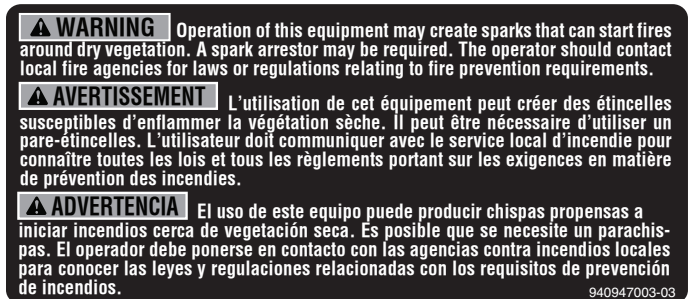 ⚠ WARNING Operation of this equipment may create sparks that can start fires
around dry vegetation. A spark arrestor may be required. The operator should contact
local fire agencies for laws or regulations relating to fire prevention requirements.
⚠ AVERTISSEMENT L'utilisation de cet équipement peut créer des étincelles
susceptibles d'enflammer la végétation sèche. Il peut être nécessaire d'utiliser un
pare-étincelles. L'utilisateur doit communiquer avec le service local d'incendie pour
connaître toutes les lois et tous les règlements portant sur les exigences en matière
de prévention des incendies.
⚠ ADVERTENCIA El uso de este equipo puede producir chispas propensas a
iniciar incendios cerca de vegetación seca. Es posible que se necesite un parachis-
pas. El operador debe ponerse en contacto con las agencias contra incendios locales
para conocer las leyes y regulaciones relacionadas con los requisitos de prevención
de incendios. 940947003-03